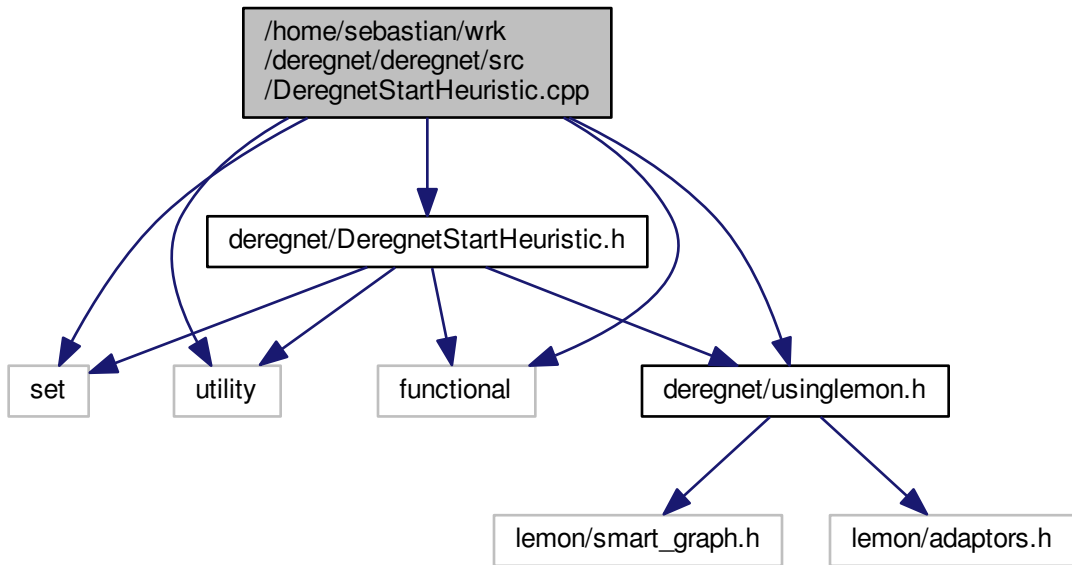 /home/sebastian/wrk
/deregnet/deregnet/src
/DeregnetStartHeuristic.cpp
deregnet/DeregnetStartHeuristic.h
set
utility
functional
deregnet/usinglemon.h
lemon/smart_graph.h
lemon/adaptors.h